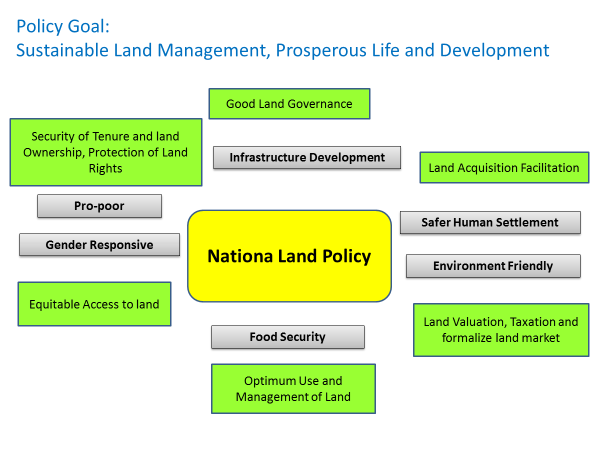 Policy Goal:
Sustainable Land Management, Prosperous Life and Development
Good Land Governance
Security of Tenure and land
Ownership, Protection of Land
Rights
Infrastructure Development
Land Acquisition Facilitation
Pro-poor
Safer Human Settlement
Gender Responsive
Nationa Land Policy
Environment Friendly
Equitable Access to land
Land Valuation, Taxation and
formalize land market
Food Security
Optimum Use and
Management of Land